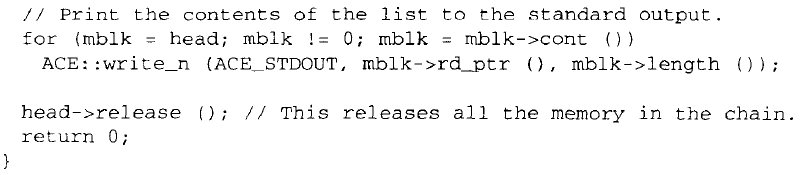 // Print the contents of the list to the standard output.
for (mblk = head; mblk != 0; mblk = mblk->cont ())
ACE::write_n (ACE_STDOUT, mblk->rd_ptr (), mblk->length ());
head->release (); // This releases all the memory in the chain.
return 0;
}